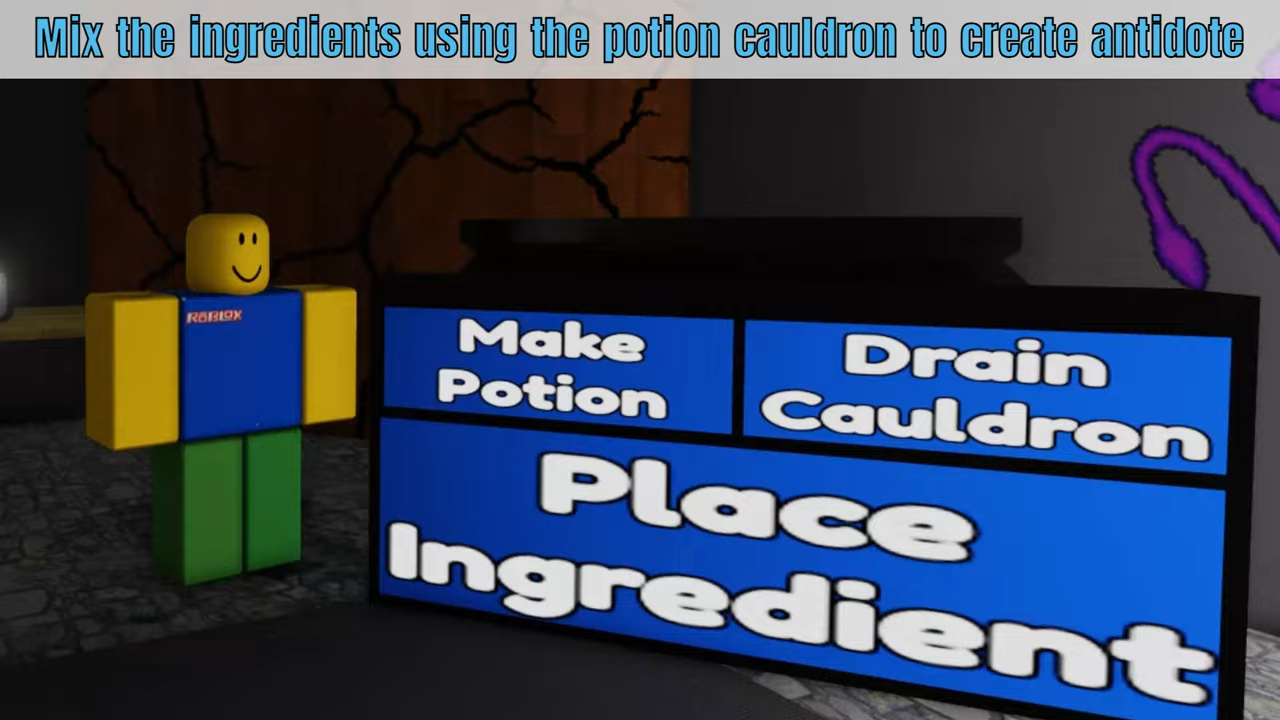 Mix the ingredients using the potion cauldron to create antidote
ROBLOX
Make
Potion
Drain
Cauldron
Place
Ingredient